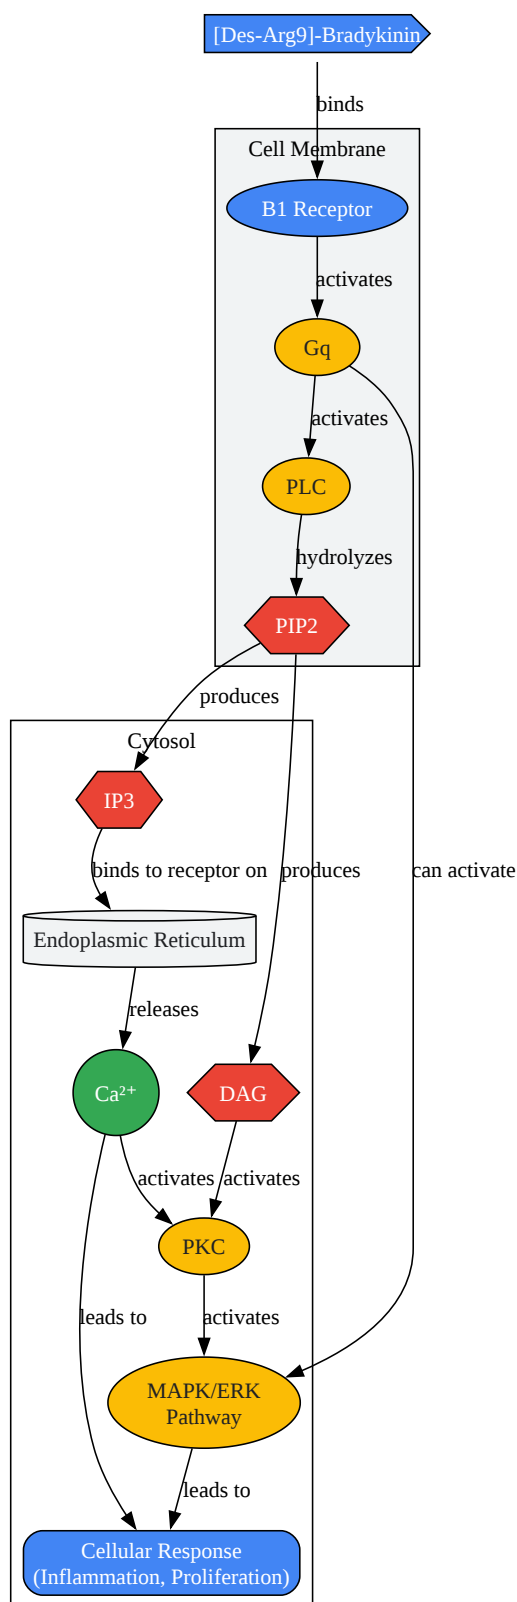 [Des-Arg9]-Bradykinin
binds
Cell Membrane
B1 Receptor
activates
Gq
activates
PLC
hydrolyzes
PIP2
produces
Cytosol
IP3
binds to receptor on
produces
can activate
Endoplasmic Reticulum
releases
Ca²⁺
DAG
activates
activates
PKC
leads to
activates
MAPK/ERK
Pathway
leads to
Cellular Response
(Inflammation, Proliferation)